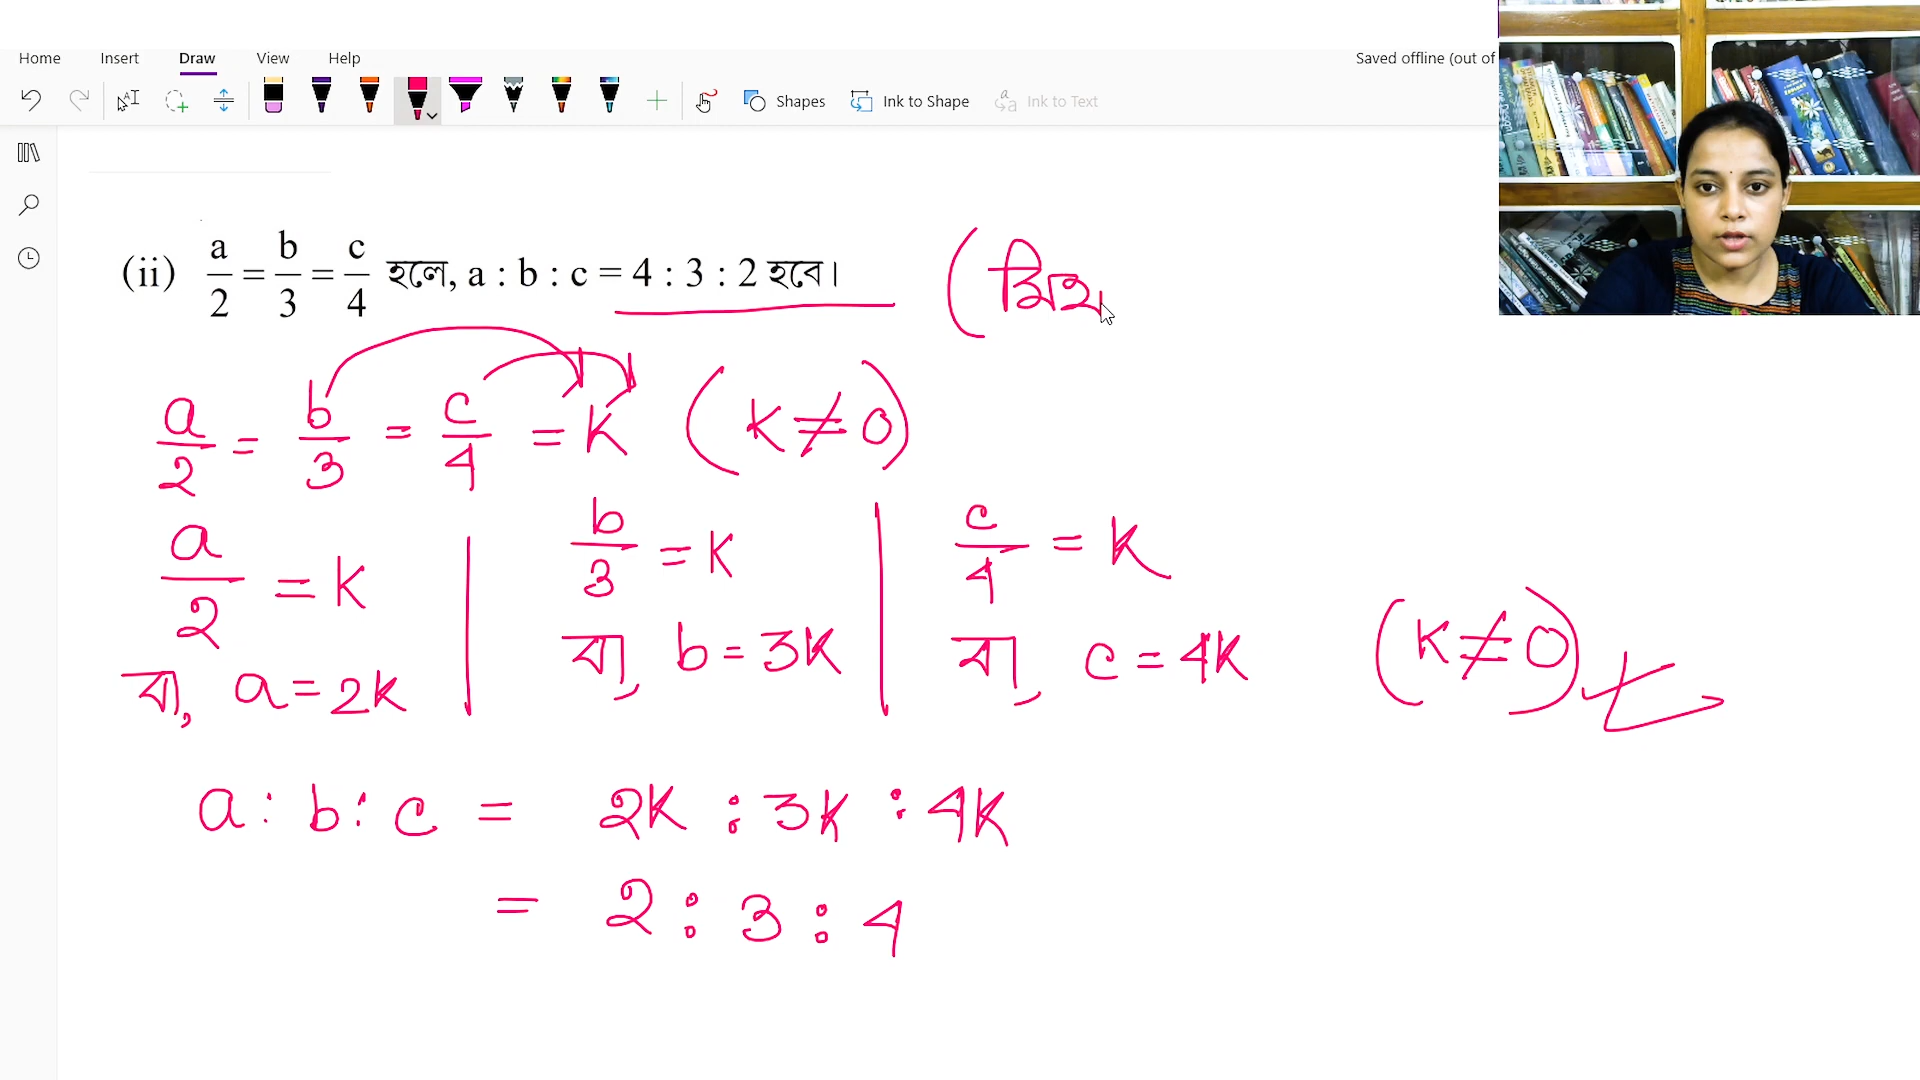 Home Insert Draw View Help Saved offline (out of
Shapes Ink to Shape Ink to Text
(ii) a/2 = b/3 = c/4 হলে, a : b : c = 4 : 3 : 2 হবে।
a/2 = b/3 = c/4 = K (K≠0)
a/2 = K b/3 = K c/4 = K
বা, a = 2K বা, b = 3K বা, c = 4K (K≠0)
a : b : c = 2K : 3K : 4K
= 2 : 3 : 4